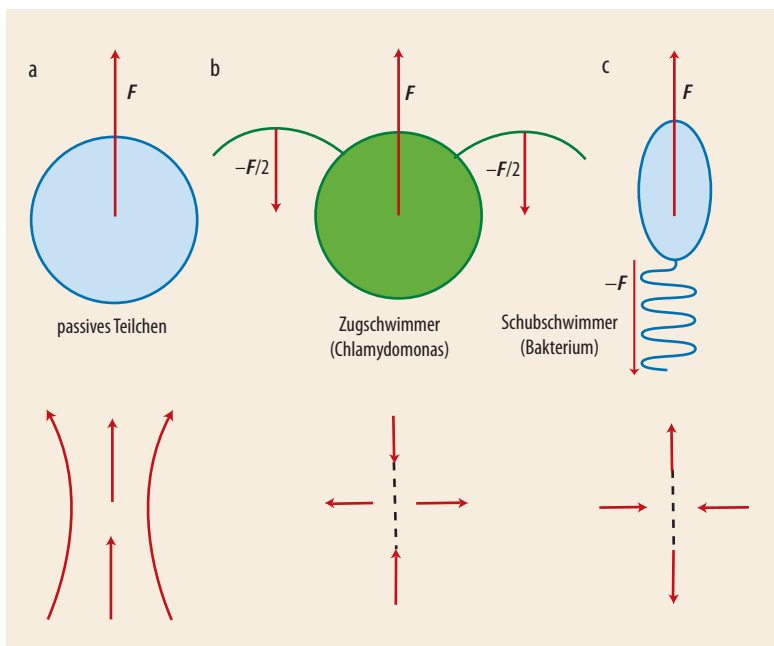 a
b
c
F
F
F
–F/2
–F/2
–F
passives Teilchen
Zugschwimmer
(Chlamydomonas)
Schubschwimmer
(Bakterium)